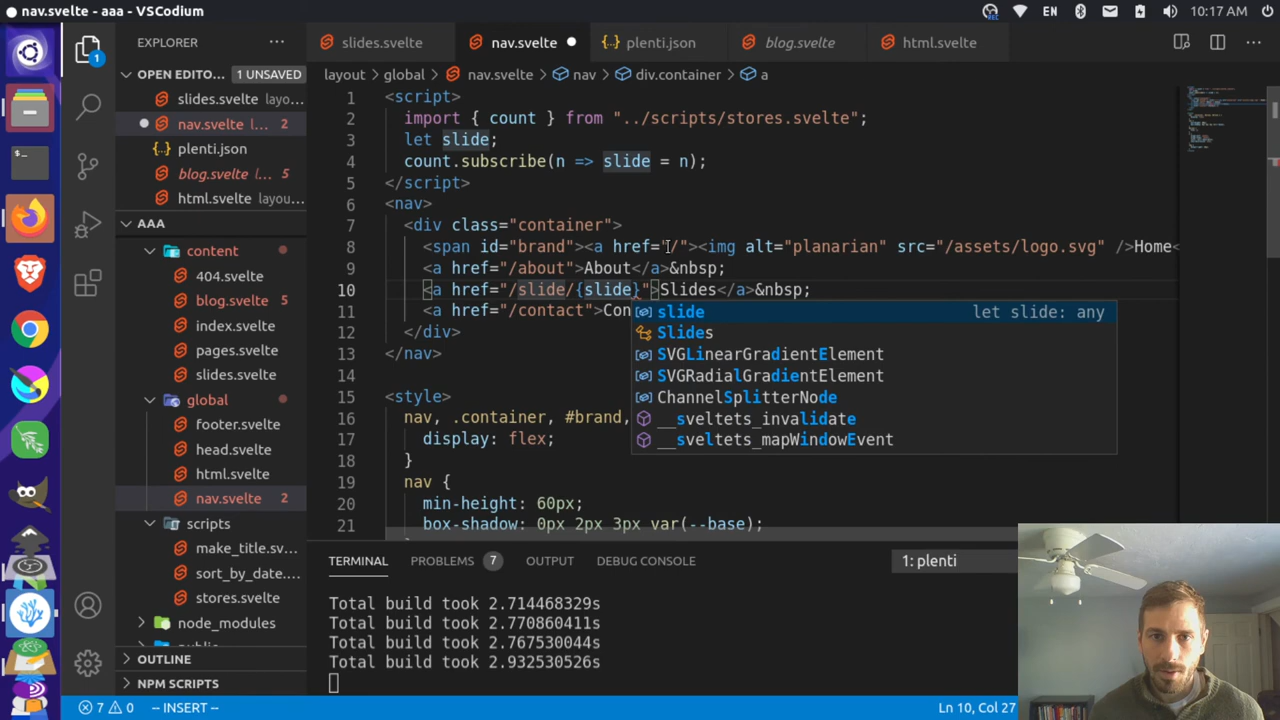 nav.svelte - aaa - VSCodium
EN
10:17 AM
EXPLORER
slides.svelte
nav.svelte
plenti.json
blog.svelte
html.svelte
OPEN EDITO...
1 UNSAVED
layout > global > nav.svelte > nav > div.container > a
slides.svelte layo...
nav.svelte l... 2
plenti.json
blog.svelte l... 5
html.svelte layou...
AAA
content
404.svelte
blog.svelte 5
index.svelte
pages.svelte
slides.svelte
global
footer.svelte
head.svelte
html.svelte
nav.svelte 2
scripts
make_title.sv...
sort_by_date....
stores.svelte
node_modules
OUTLINE
NPM SCRIPTS
1 <script>
2 import { count } from "../scripts/stores.svelte";
3 let slide;
4 count.subscribe(n => slide = n);
5 </script>
6 <nav>
7 <div class="container">
8 <span id="brand"><a href="/"><img alt="planarian" src="/assets/logo.svg" />Home<
9 <a href="/about">About</a>&nbsp;
10 <a href="/slide/{slide}">Slides</a>&nbsp;
11 <a href="/contact">Con
12 </div>
13 </nav>
14
15 <style>
16 nav, .container, #brand,
17 display: flex;
18 }
19 nav {
20 min-height: 60px;
21 box-shadow: 0px 2px 3px var(--base);
slide let slide: any
Slides
SVGLinearGradientElement
SVGRadialGradientElement
ChannelSplitterNode
__sveltets_invalidate
__sveltets_mapWindowEvent
TERMINAL
PROBLEMS 7
OUTPUT
DEBUG CONSOLE
1: plenti
Total build took 2.714468329s
Total build took 2.770860411s
Total build took 2.767530044s
Total build took 2.932530526s
7 0 -- INSERT --
Ln 10, Col 27